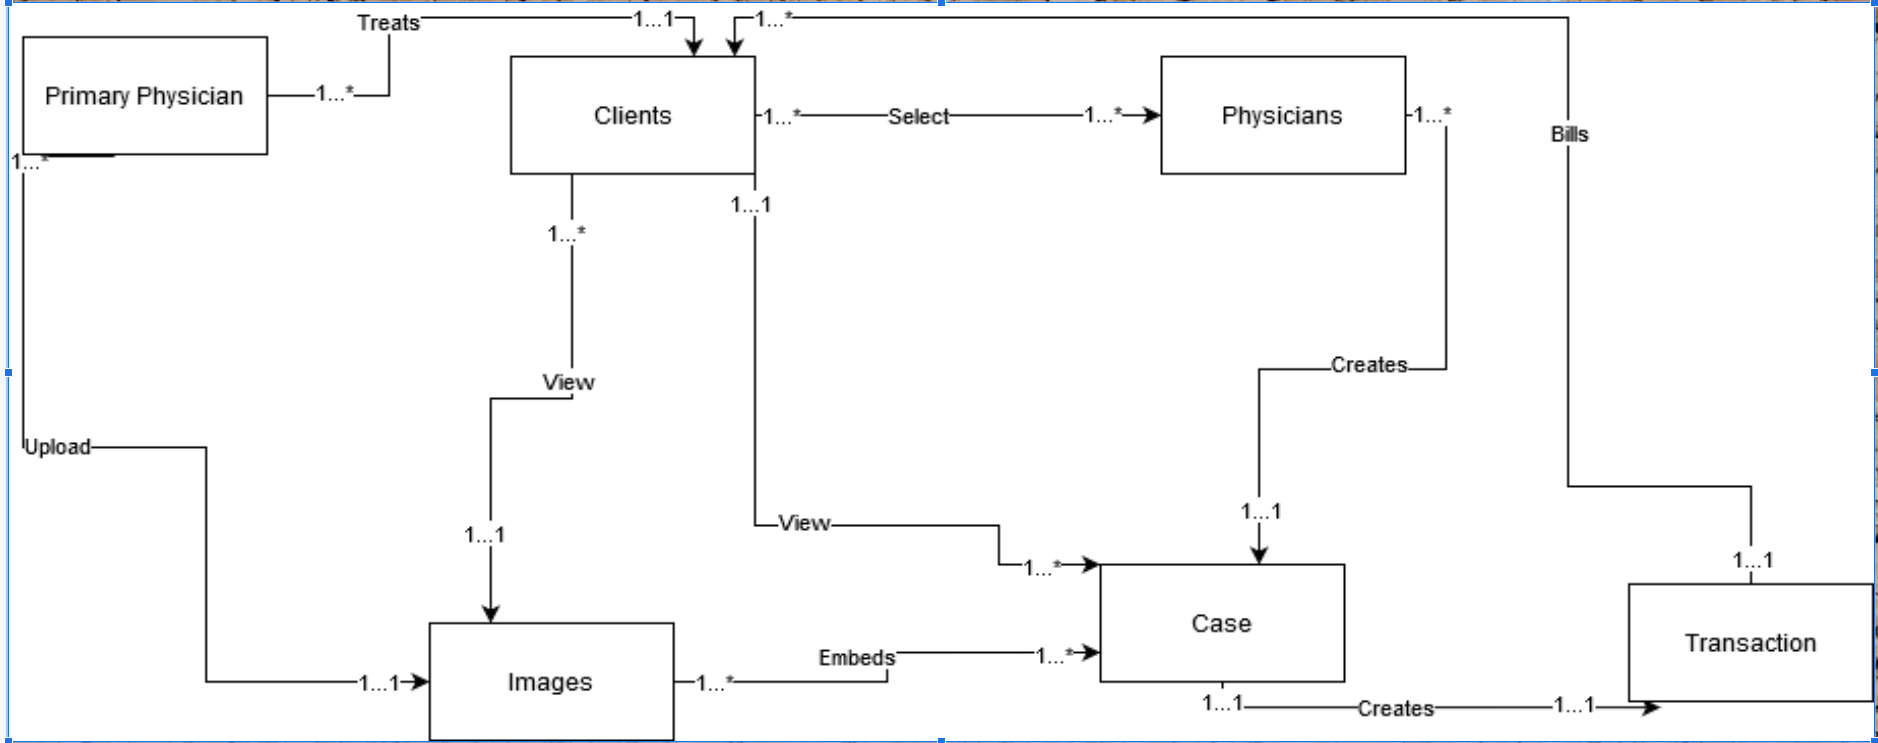 Treats
1...1
1...*
Primary Physician
1...*
Clients
1...*
Select
1...*
Physicians
1...*
Bills
1...*
1...1
1...*
Creates
View
Upload
1...1
View
1...1
1...1
1...*
Case
Transaction
Embeds
1...*
1...1
Images
1...*
1...1
Creates
1...1